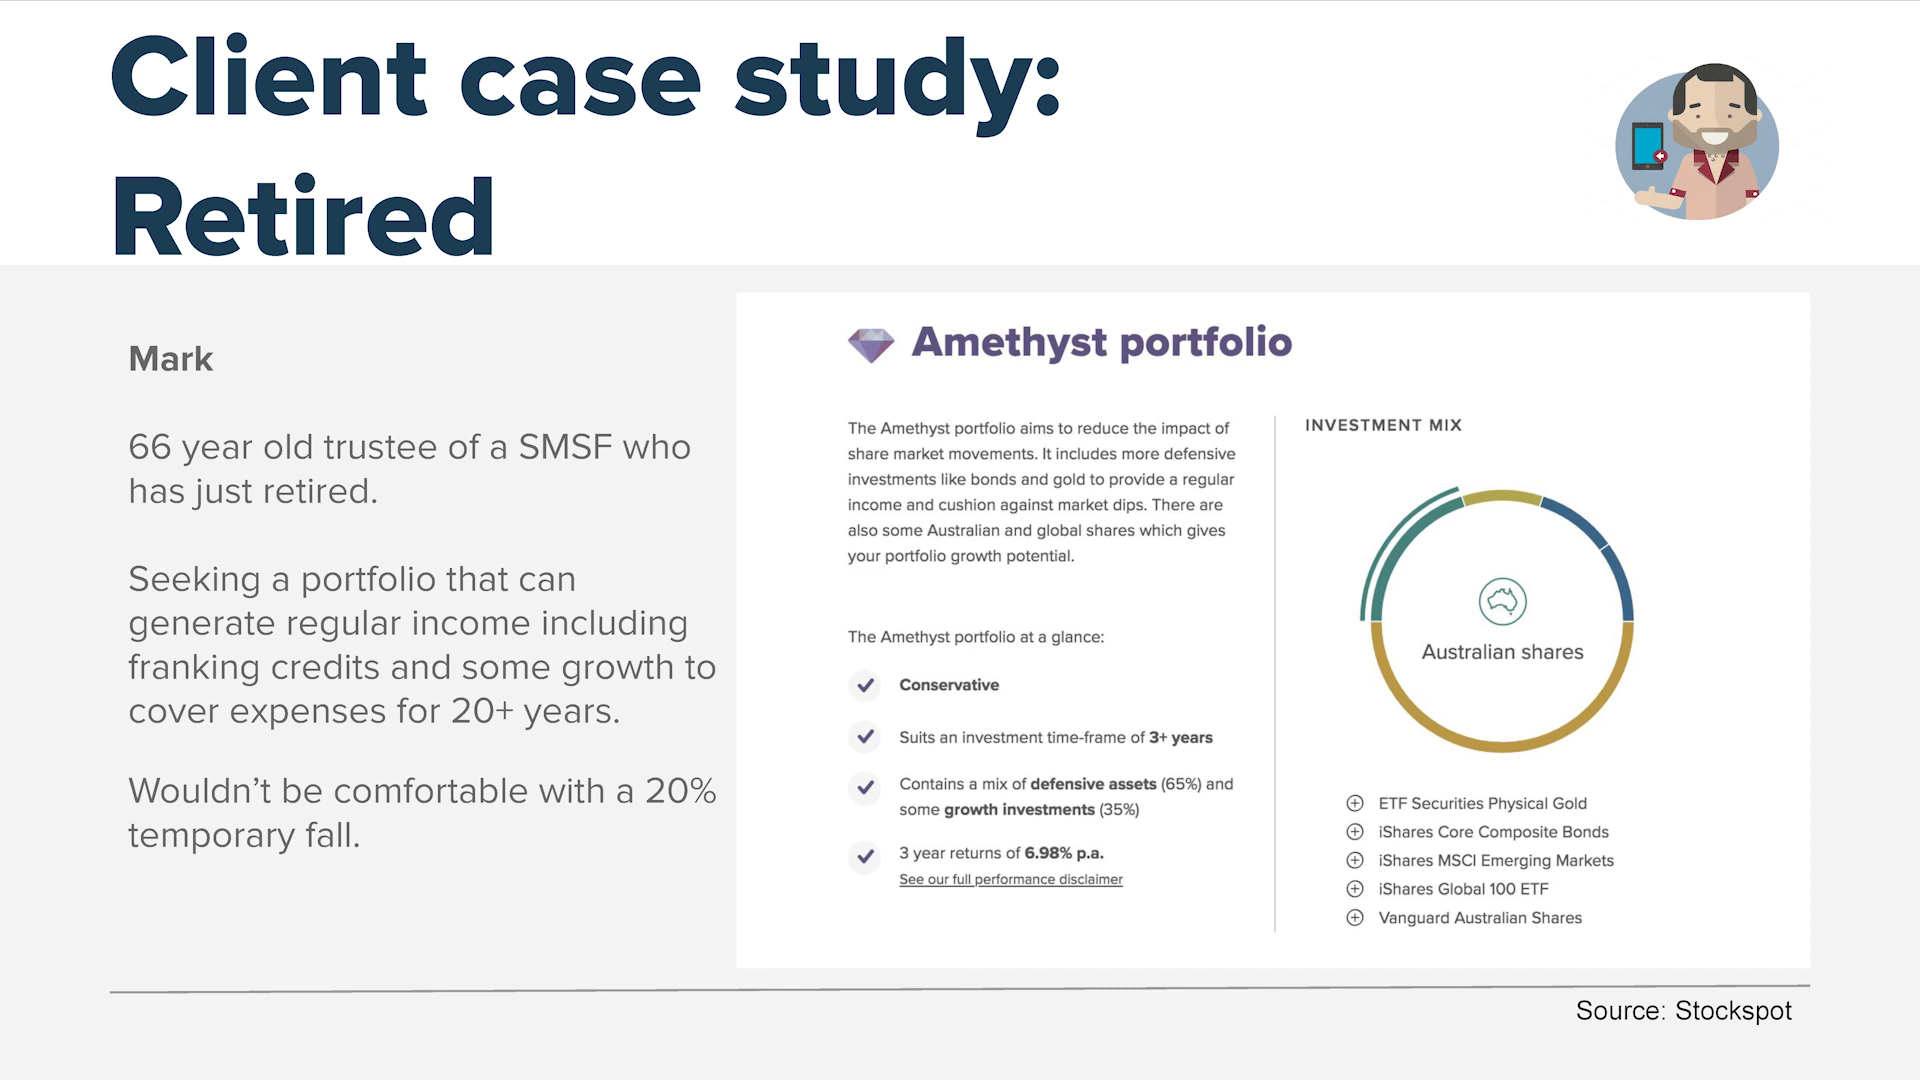 Client case study:
Retired
Mark
66 year old trustee of a SMSF who
has just retired.
Seeking a portfolio that can
generate regular income including
franking credits and some growth to
cover expenses for 20+ years.
Wouldn’t be comfortable with a 20%
temporary fall.
Amethyst portfolio
The Amethyst portfolio aims to reduce the impact of
share market movements. It includes more defensive
investments like bonds and gold to provide a regular
income and cushion against market dips. There are
also some Australian and global shares which gives
your portfolio growth potential.
The Amethyst portfolio at a glance:
Conservative
Suits an investment time-frame of 3+ years
Contains a mix of defensive assets (65%) and
some growth investments (35%)
3 year returns of 6.98% p.a.
See our full performance disclaimer
INVESTMENT MIX
Australian shares
ETF Securities Physical Gold
iShares Core Composite Bonds
iShares MSCI Emerging Markets
iShares Global 100 ETF
Vanguard Australian Shares
Source: Stockspot